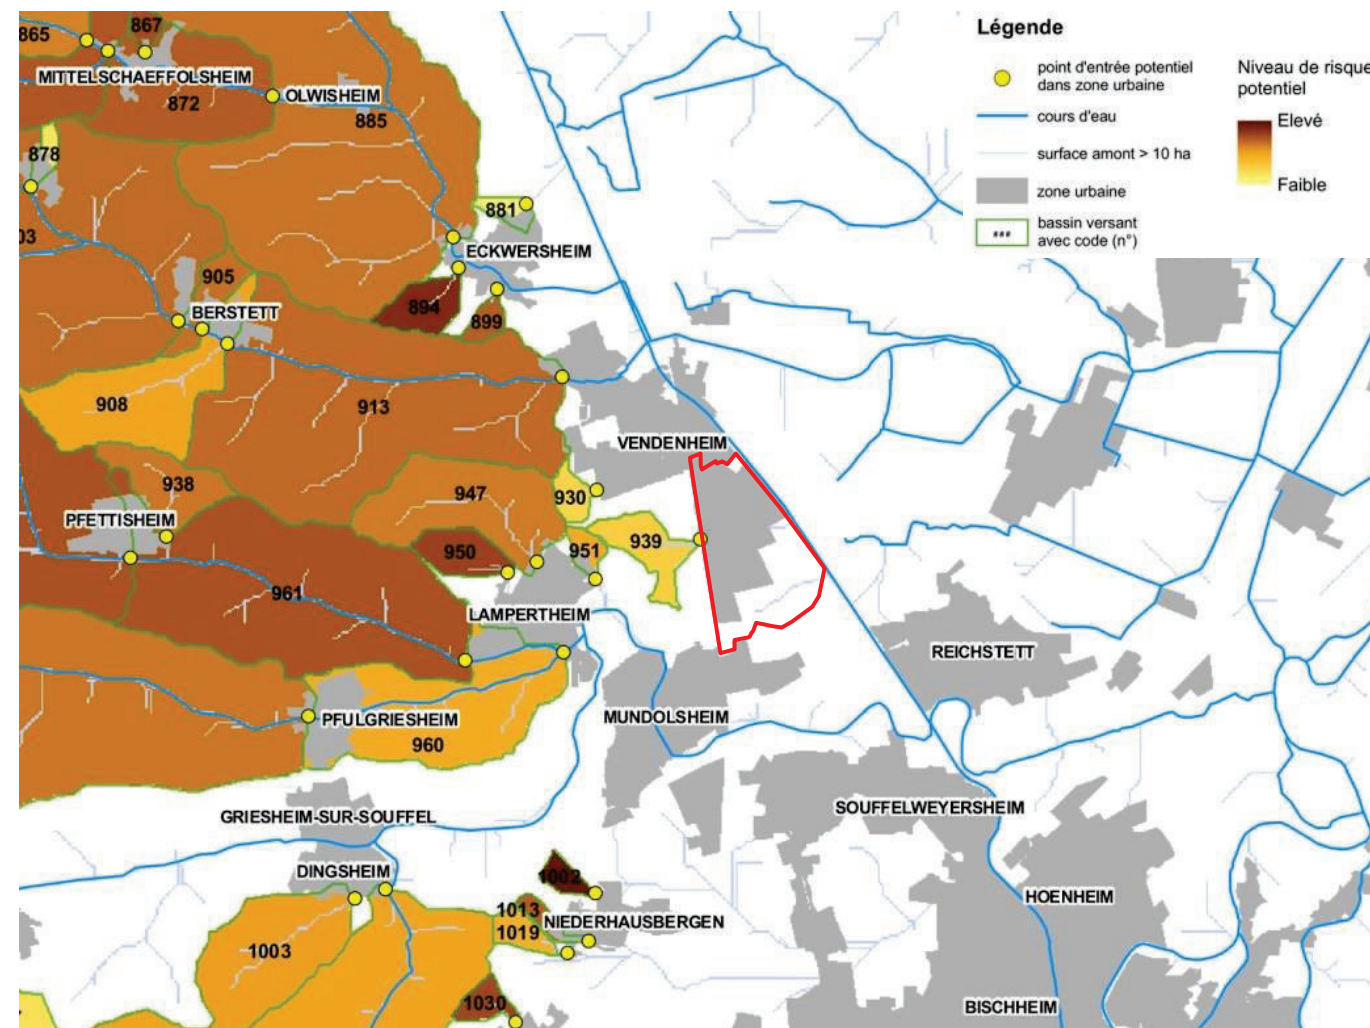 Légende
point d'entrée potentiel
dans zone urbaine
cours d'eau
surface amont > 10 ha
zone urbaine
###
bassin versant
avec code (n°)
Niveau de risque
potentiel
Elevé
Faible
865
867
MITTELSCHAEFFOLSHEIM
872
OLWISHEIM
885
878
881
03
ECKWERSHEIM
905
BERSTETT
894
899
908
913
VENDENHEIM
938
947
930
PFETTISHEIM
950
951
939
961
LAMPERTHEIM
REICHSTETT
PFULGRIESHEIM
MUNDOLSHEIM
960
GRIESHEIM-SUR-SOUFFEL
SOUFFELWEYERSHEIM
DINGSHEIM
1002
HOENHEIM
1013
NIEDERHAUSBERGEN
1019
1003
1030
BISCHHEIM